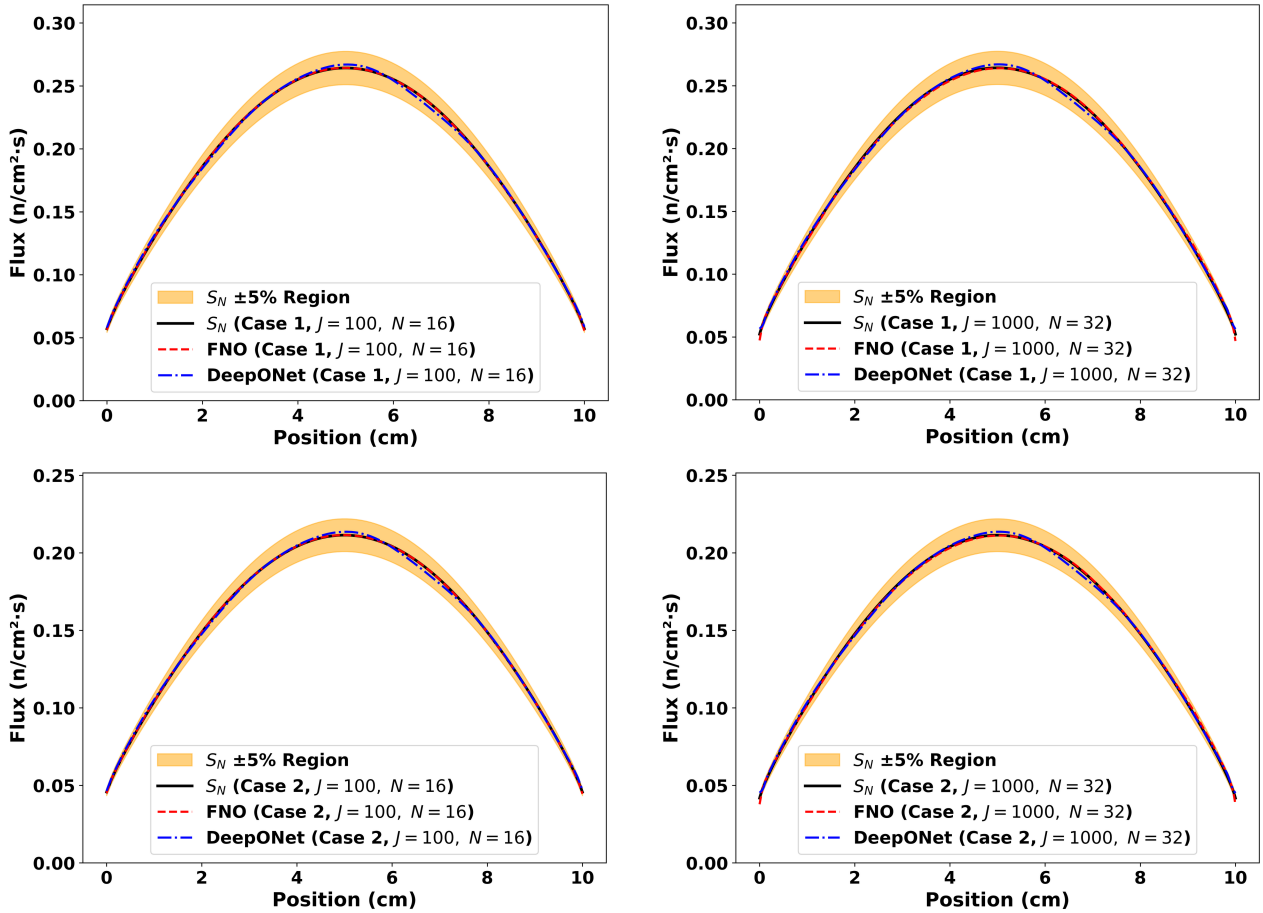 0.30
0.25
0.20
0.15
0.10
0.05
0.00
Flux (n/cm²·s)
S_N ±5% Region
S_N (Case 1, J = 100, N = 16)
FNO (Case 1, J = 100, N = 16)
DeepONet (Case 1, J = 100, N = 16)
0 2 4 6 8 10
Position (cm)
0.30
0.25
0.20
0.15
0.10
0.05
0.00
Flux (n/cm²·s)
S_N ±5% Region
S_N (Case 1, J = 1000, N = 32)
FNO (Case 1, J = 1000, N = 32)
DeepONet (Case 1, J = 1000, N = 32)
0 2 4 6 8 10
Position (cm)
0.25
0.20
0.15
0.10
0.05
0.00
Flux (n/cm²·s)
S_N ±5% Region
S_N (Case 2, J = 100, N = 16)
FNO (Case 2, J = 100, N = 16)
DeepONet (Case 2, J = 100, N = 16)
0 2 4 6 8 10
Position (cm)
0.25
0.20
0.15
0.10
0.05
0.00
Flux (n/cm²·s)
S_N ±5% Region
S_N (Case 2, J = 1000, N = 32)
FNO (Case 2, J = 1000, N = 32)
DeepONet (Case 2, J = 1000, N = 32)
0 2 4 6 8 10
Position (cm)